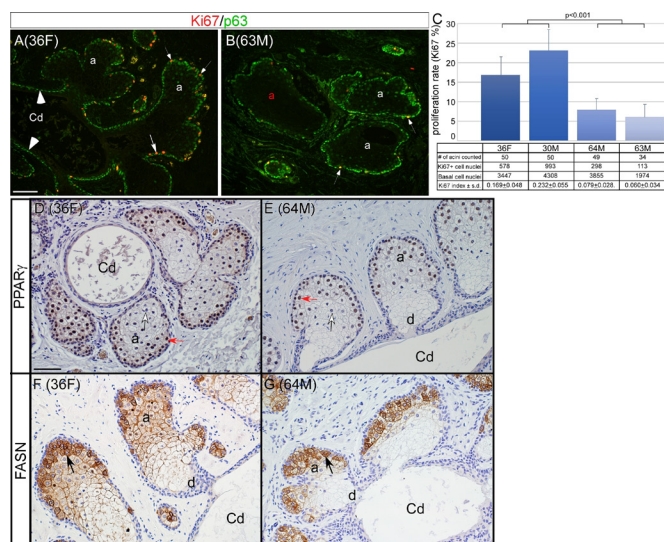 Ki67/p63
A(36F)
a
a
Cd
B(63M)
a
a
a
C
p<0.001
proliferation rate (Ki67 %)
30
25
20
15
10
5
0
36F 30M 64M 63M
# of acini counted 50 50 49 34
Ki67+ cell nuclei 578 993 298 113
Basal cell nuclei 3447 4308 3855 1974
Ki67 index ± s.d. 0.169±0.048 0.232±0.055 0.079±0.028. 0.060±0.034
PPARγ
D (36F)
Cd
a
E (64M)
a
d
Cd
FASN
F (36F)
a
d
Cd
G (64M)
a
d
Cd